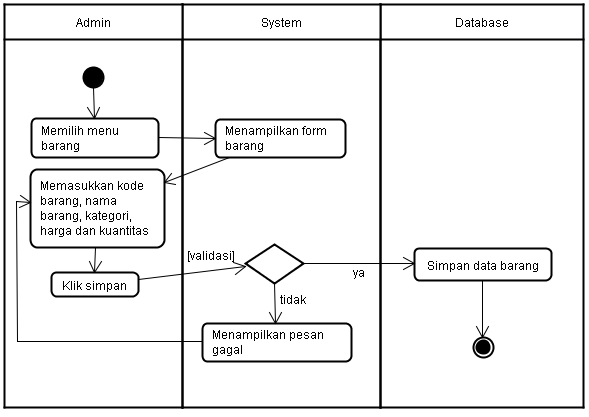 Admin
System
Database
Memilih menu
barang
Menampilkan form
barang
Memasukkan kode
barang, nama
barang, kategori,
harga dan kuantitas
Klik simpan
[validasi]
ya
Simpan data barang
tidak
Menampilkan pesan
gagal